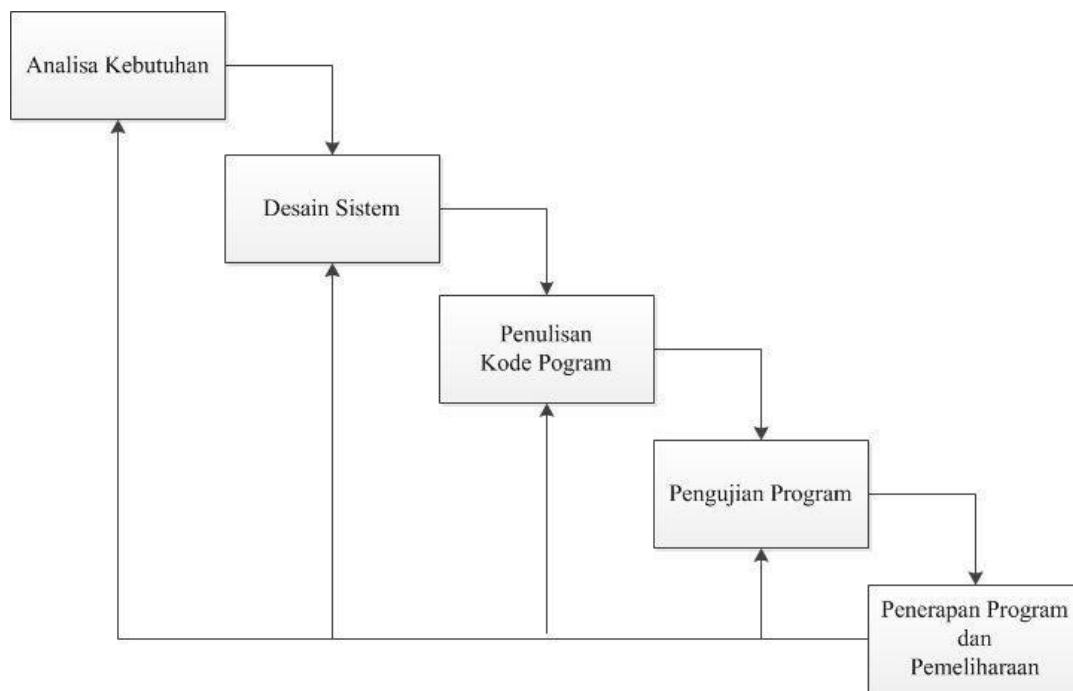 Analisa Kebutuhan
Desain Sistem
Penulisan
Kode Pogram
Pengujian Program
Penerapan Program
dan
Pemeliharaan